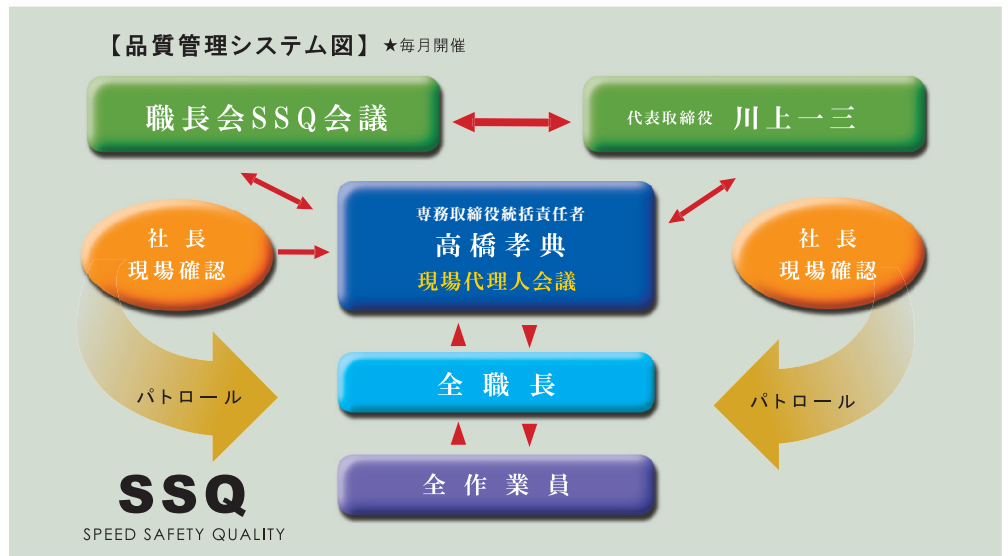 【品質管理システム図】 ★毎月開催
職長会SSQ会議
代表取締役 川上一三
専務取締役統括責任者
高橋孝典
現場代理人会議
社長
現場確認
社長
現場確認
全職長
パトロール
パトロール
全作業員
SSQ
SPEED SAFETY QUALITY